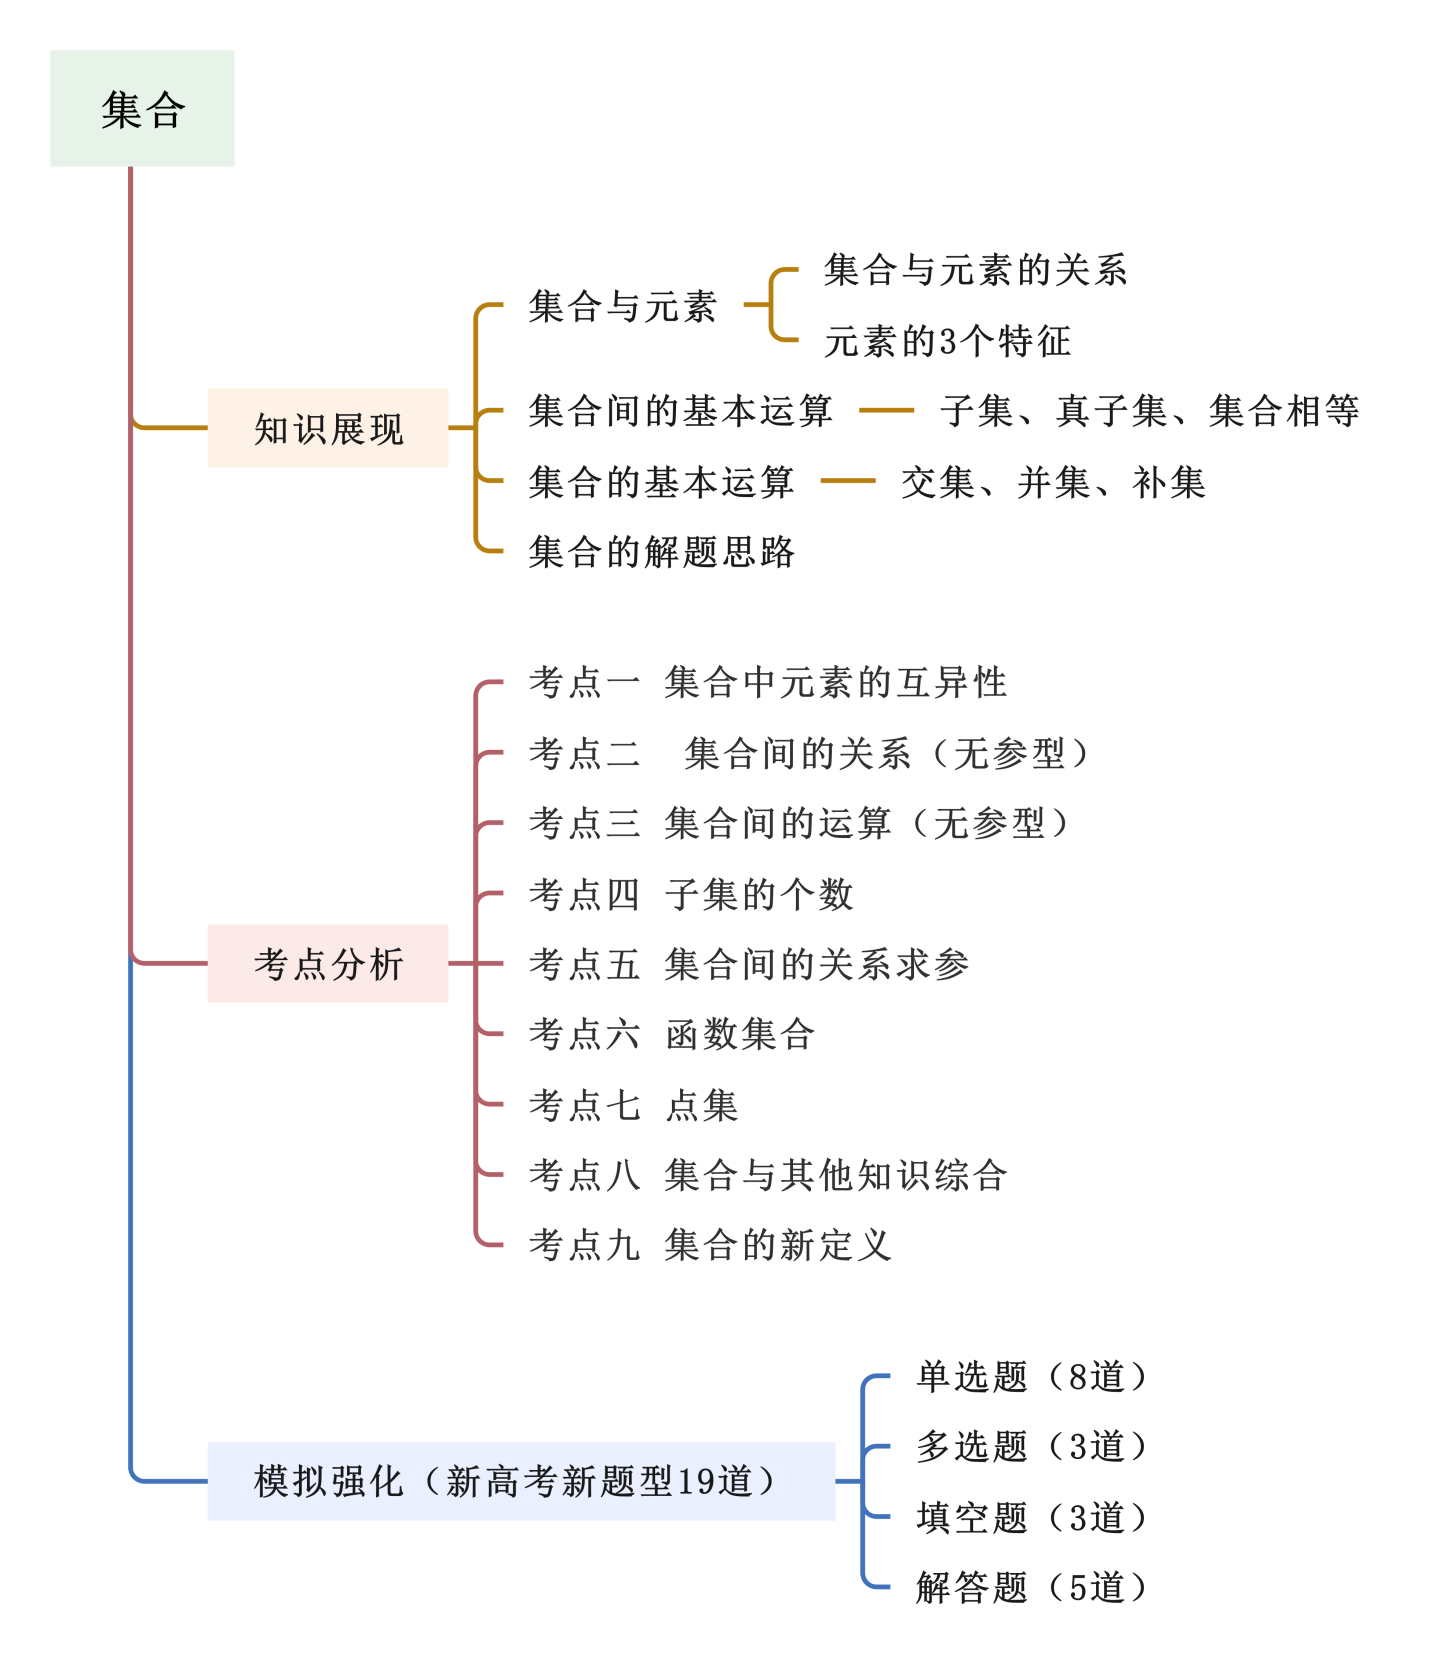 集合
集合与元素的关系
集合与元素
元素的3个特征
集合间的基本运算
子集、真子集、集合相等
知识展现
集合的基本运算
交集、并集、补集
集合的解题思路
考点一 集合中元素的互异性
考点二 集合间的关系（无参型）
考点三 集合间的运算（无参型）
考点四 子集的个数
考点分析
考点五 集合间的关系求参
考点六 函数集合
考点七 点集
考点八 集合与其他知识综合
考点九 集合的新定义
单选题（8道）
多选题（3道）
模拟强化（新高考新题型19道）
填空题（3道）
解答题（5道）